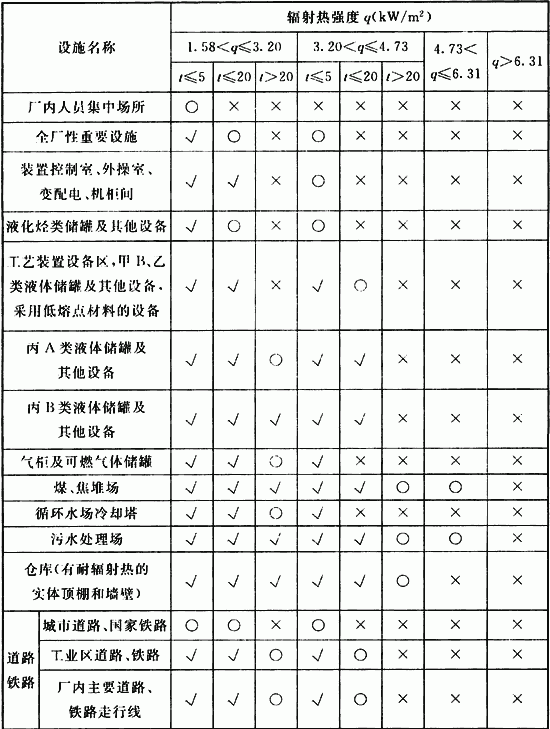 设施名称 辐射热强度 q(kW/m²)
1.58<q≤3.20 3.20<q≤4.73 4.73<q≤6.31 q>6.31
t≤5 t≤20 t>20 t≤5 t≤20 t>20
厂内人员集中场所 ○ × × × × × × ×
全厂性重要设施 √ ○ × ○ × × × ×
装置控制室、外操室、
变配电、机柜间 √ √ × ○ × × × ×
液化烃类储罐及其他设备 √ ○ × ○ × × × ×
工艺装置设备区,甲B、乙
类液体储罐及其他设备,
采用低熔点材料的设备 √ √ × √ ○ × × ×
丙A类液体储罐及
其他设备 √ √ ○ √ √ × × ×
丙B类液体储罐及
其他设备 √ √ √ √ √ × × ×
气柜及可燃气体储罐 √ √ ○ √ × × × ×
煤、焦堆场 √ √ √ √ √ ○ ○ ×
循环水场冷却塔 √ √ ○ √ × × × ×
污水处理场 √ √ √ √ √ ○ ○ ×
仓库(有耐辐射热的
实体顶棚和墙壁) √ √ √ √ √ ○ × ×
道路
铁路
城市道路、国家铁路 ○ ○ × ○ × × × ×
工业区道路、铁路 √ √ ○ √ ○ × × ×
厂内主要道路、
铁路走行线 √ √ ○ √ ○ × × ×